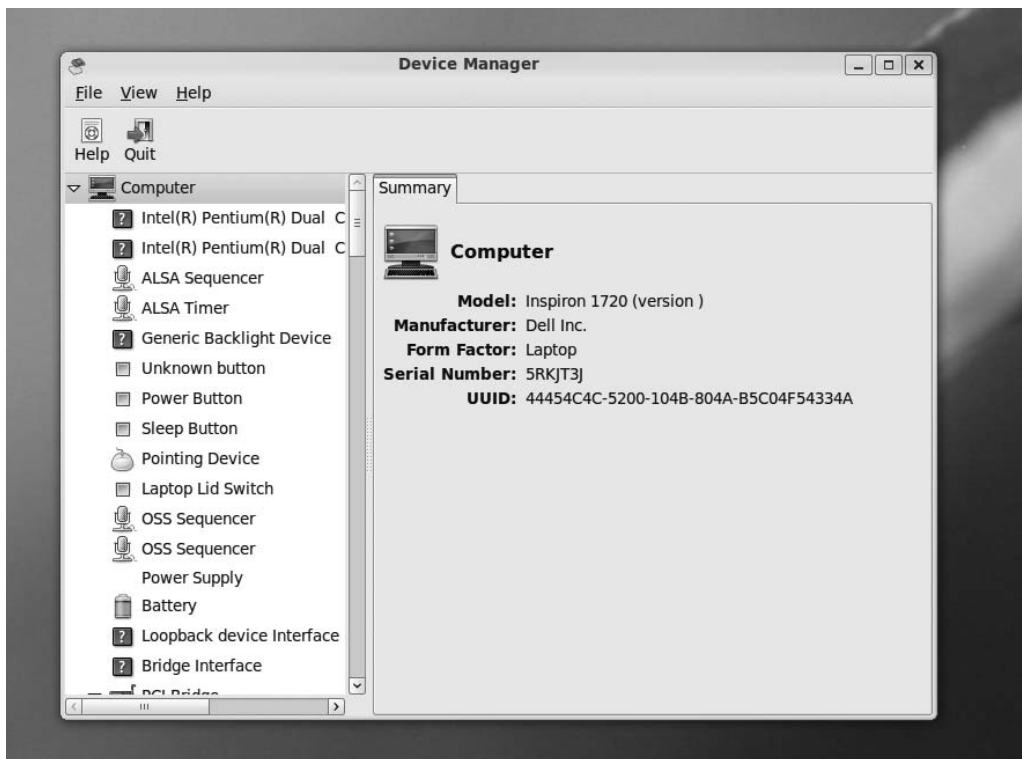 Device Manager
File View Help
Help Quit
Computer
Intel(R) Pentium(R) Dual C
Intel(R) Pentium(R) Dual C
ALSA Sequencer
ALSA Timer
Generic Backlight Device
Unknown button
Power Button
Sleep Button
Pointing Device
Laptop Lid Switch
OSS Sequencer
OSS Sequencer
Power Supply
Battery
Loopback device Interface
Bridge Interface
PCI Bridge
Summary
Computer
Model: Inspiron 1720 (version )
Manufacturer: Dell Inc.
Form Factor: Laptop
Serial Number: 5RKJT3J
UUID: 44454C4C-5200-104B-804A-B5C04F54334A